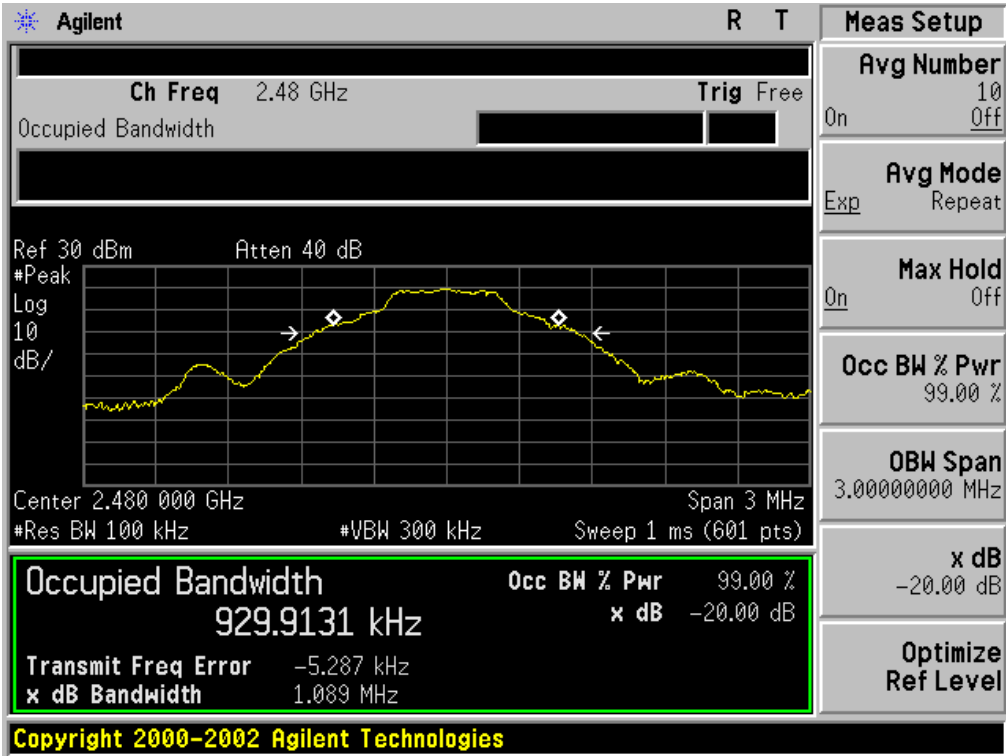 Agilent R T
Ch Freq 2.48 GHz Trig Free
Occupied Bandwidth
Ref 30 dBm Atten 40 dB
#Peak
Log
10
dB/
Center 2.480 000 GHz Span 3 MHz
#Res BW 100 kHz #VBW 300 kHz Sweep 1 ms (601 pts)
Occupied Bandwidth
929.9131 kHz
Occ BW % Pwr 99.00 %
x dB -20.00 dB
Transmit Freq Error -5.287 kHz
x dB Bandwidth 1.089 MHz
Copyright 2000-2002 Agilent Technologies
Meas Setup
Avg Number
10
On Off
Avg Mode
Exp Repeat
Max Hold
On Off
Occ BW % Pwr
99.00 %
OBW Span
3.00000000 MHz
x dB
-20.00 dB
Optimize
Ref Level